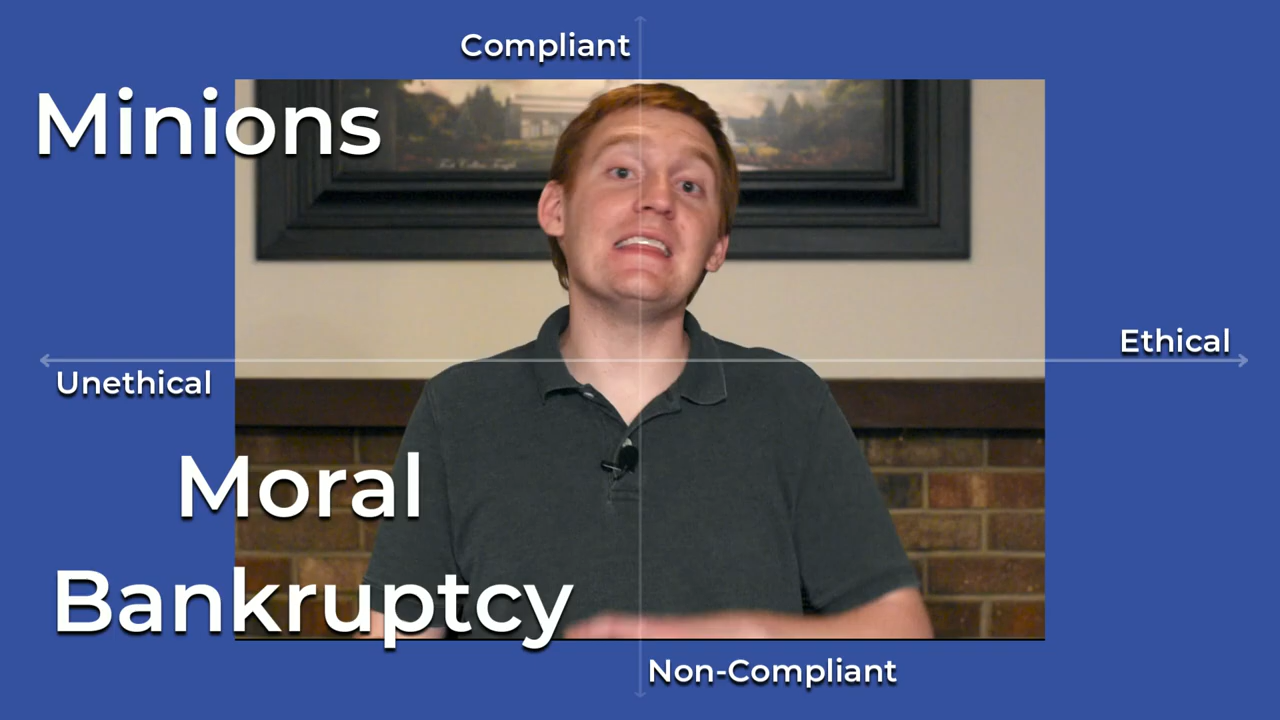 Compliant
Minions
Ethical
Unethical
Moral
Bankruptcy
Non-Compliant